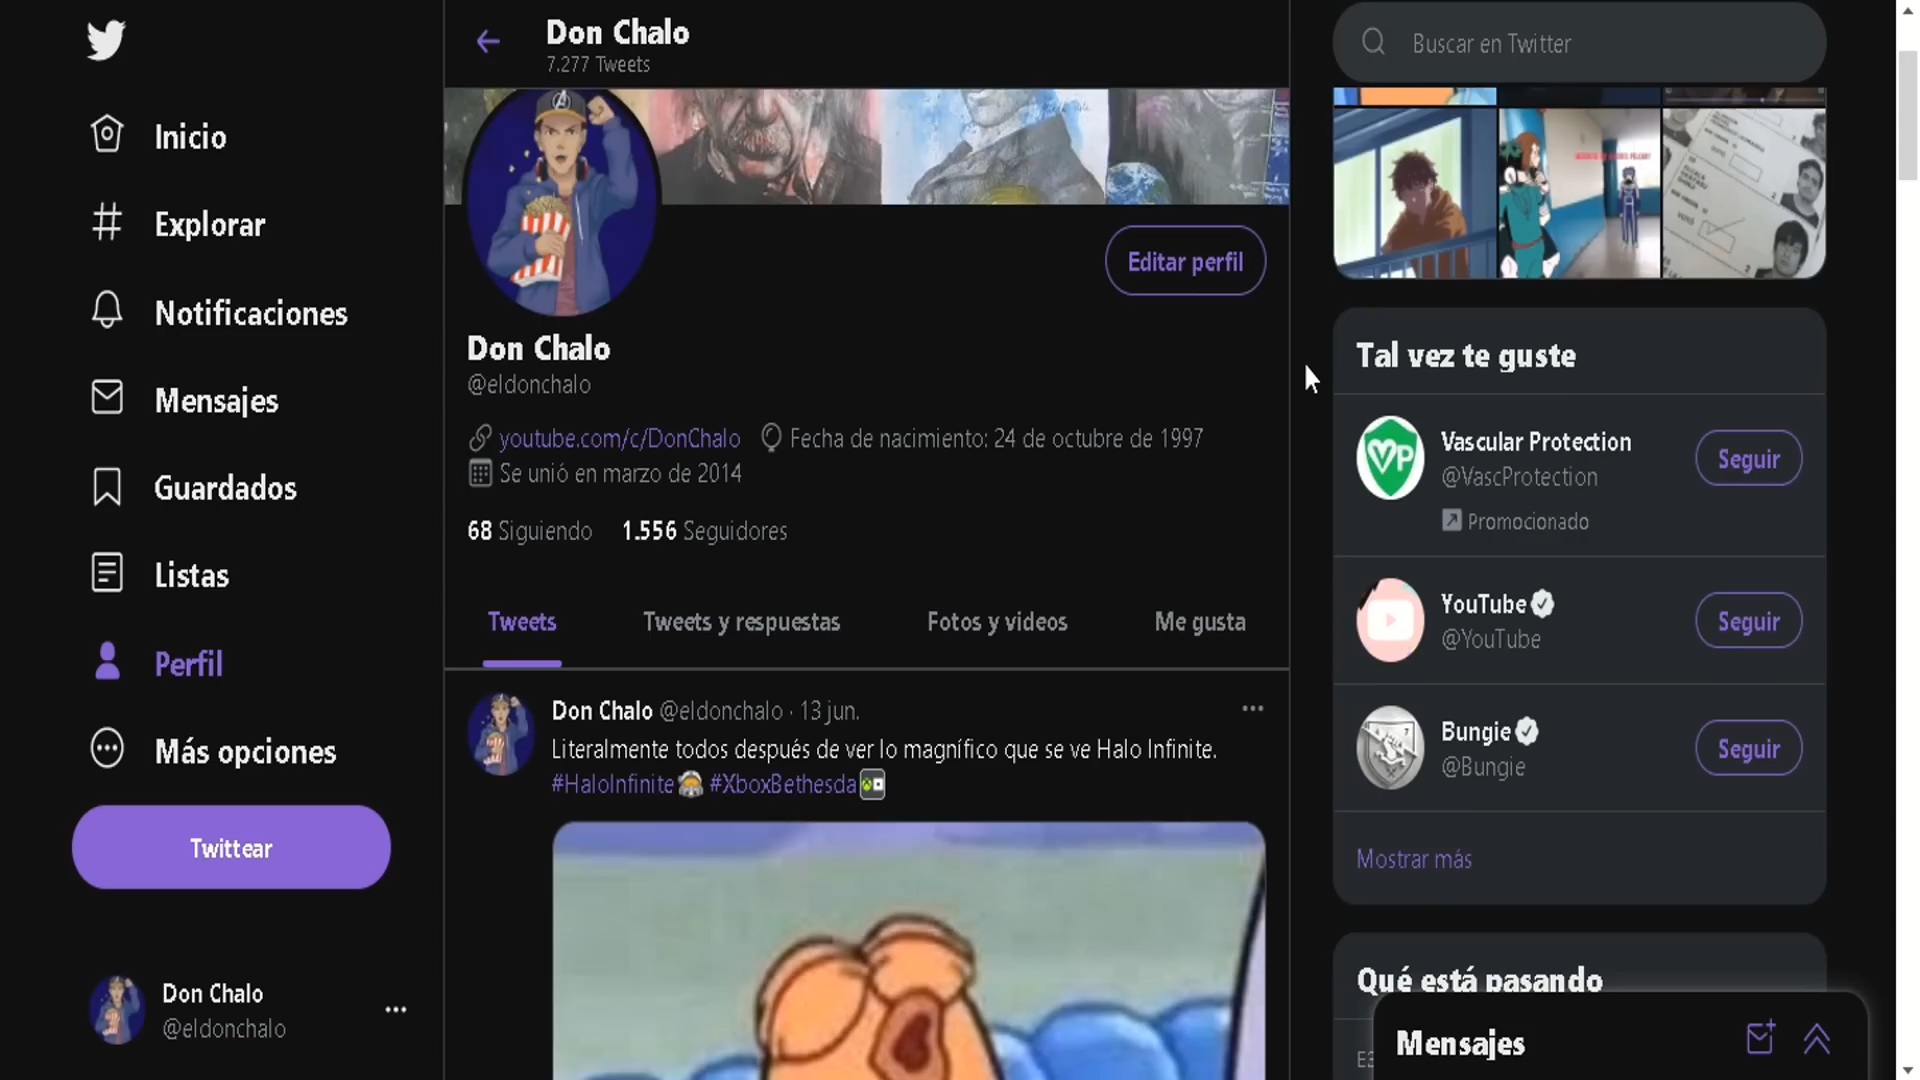 Inicio
Explorar
Notificaciones
Mensajes
Guardados
Listas
Perfil
Más opciones
Twittear
Don Chalo
@eldonchalo
Don Chalo
7.277 Tweets
Editar perfil
Don Chalo
@eldonchalo
youtube.com/c/DonChalo Fecha de nacimiento: 24 de octubre de 1997
Se unió en marzo de 2014
68 Siguiendo 1.556 Seguidores
Tweets Tweets y respuestas Fotos y videos Me gusta
Don Chalo @eldonchalo · 13 jun.
Literalmente todos después de ver lo magnífico que se ve Halo Infinite.
#HaloInfinite #XboxBethesda
Buscar en Twitter
Tal vez te guste
Vascular Protection
@VascProtection
Seguir
Promocionado
YouTube
@YouTube
Seguir
Bungie
@Bungie
Seguir
Mostrar más
Qué está pasando
Mensajes